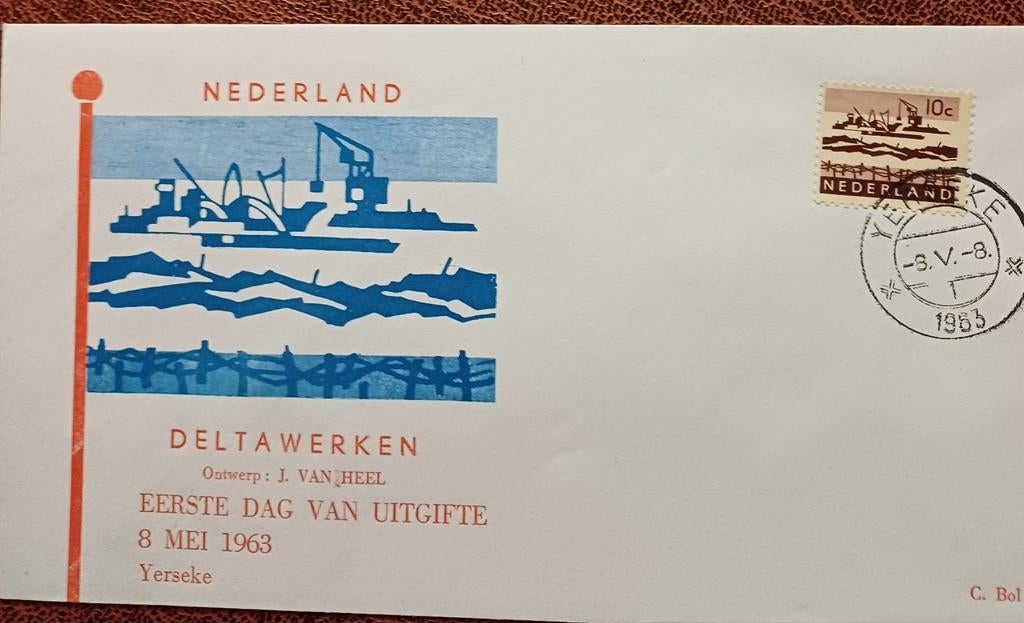 NEDERLAND
DELTAWERKEN
Ontwerp: J. VAN HEEL
EERSTE DAG VAN UITGIFTE
8 MEI 1963
Yerseke
10c
NEDERLAND
YERSEKE
-8.V.-8.
1963
C. Bol